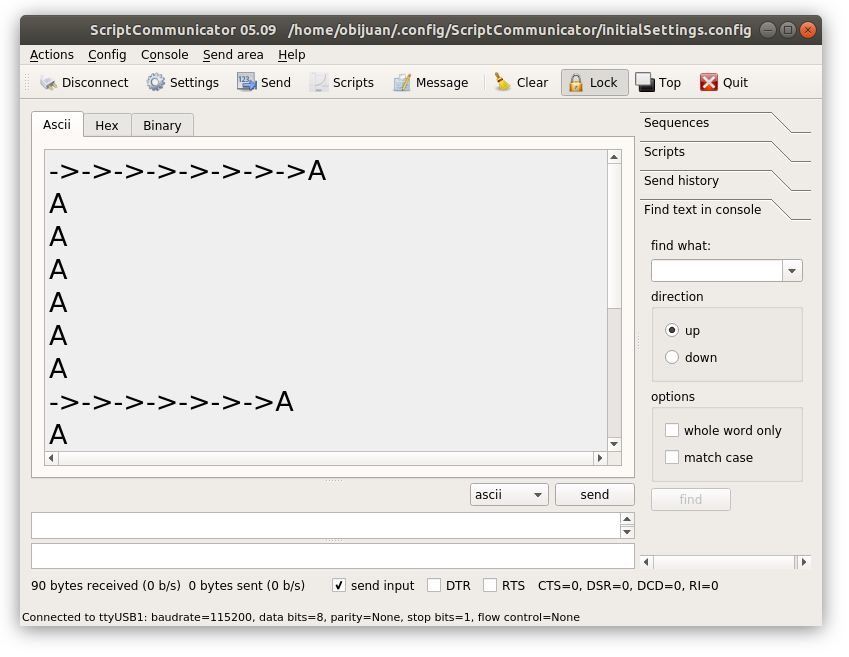 ScriptCommunicator 05.09 /home/obijuan/.config/ScriptCommunicator/initialSettings.config
Actions Config Console Send area Help
Disconnect Settings Send Scripts Message Clear Lock Top Quit
Ascii Hex Binary
->->->->->->->->A
A
A
A
A
A
A
->->->->->->->A
A
Sequences
Scripts
Send history
Find text in console
find what:
direction
up
down
options
whole word only
match case
find
ascii send
90 bytes received (0 b/s) 0 bytes sent (0 b/s) send input DTR RTS CTS=0, DSR=0, DCD=0, RI=0
Connected to ttyUSB1: baudrate=115200, data bits=8, parity=None, stop bits=1, flow control=None